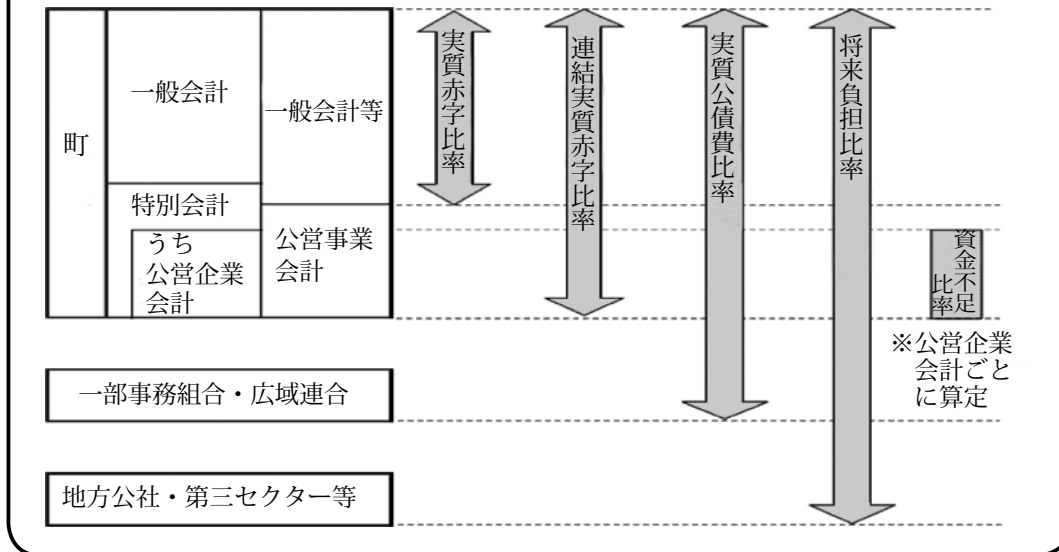 町
一般会計
特別会計
うち
公営企業
会計
一般会計等
公営事業
会計
実質赤字比率
連結実質赤字比率
実質公債費比率
将来負担比率
資金不足
比率
※公営企業
会計ごと
に算定
一部事務組合・広域連合
地方公社・第三セクター等